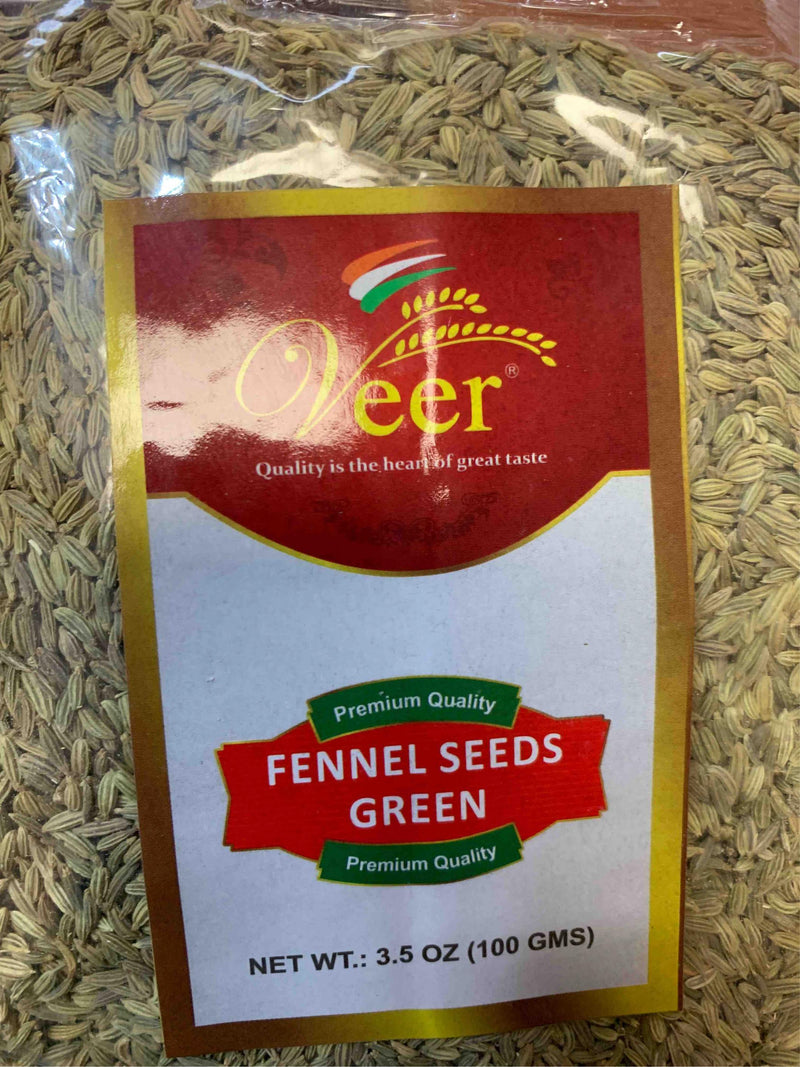 Veer®
Quality is the heart of great taste
Premium Quality
FENNEL SEEDS
GREEN
Premium Quality
NET WT.: 3.5 OZ (100 GMS)